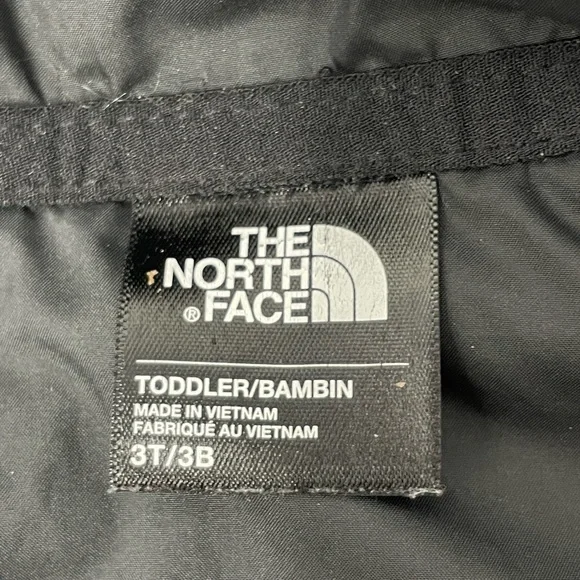 THE
NORTH
® FACE
TODDLER/BAMBIN
MADE IN VIETNAM
FABRIQUÉ AU VIETNAM
3T/3B